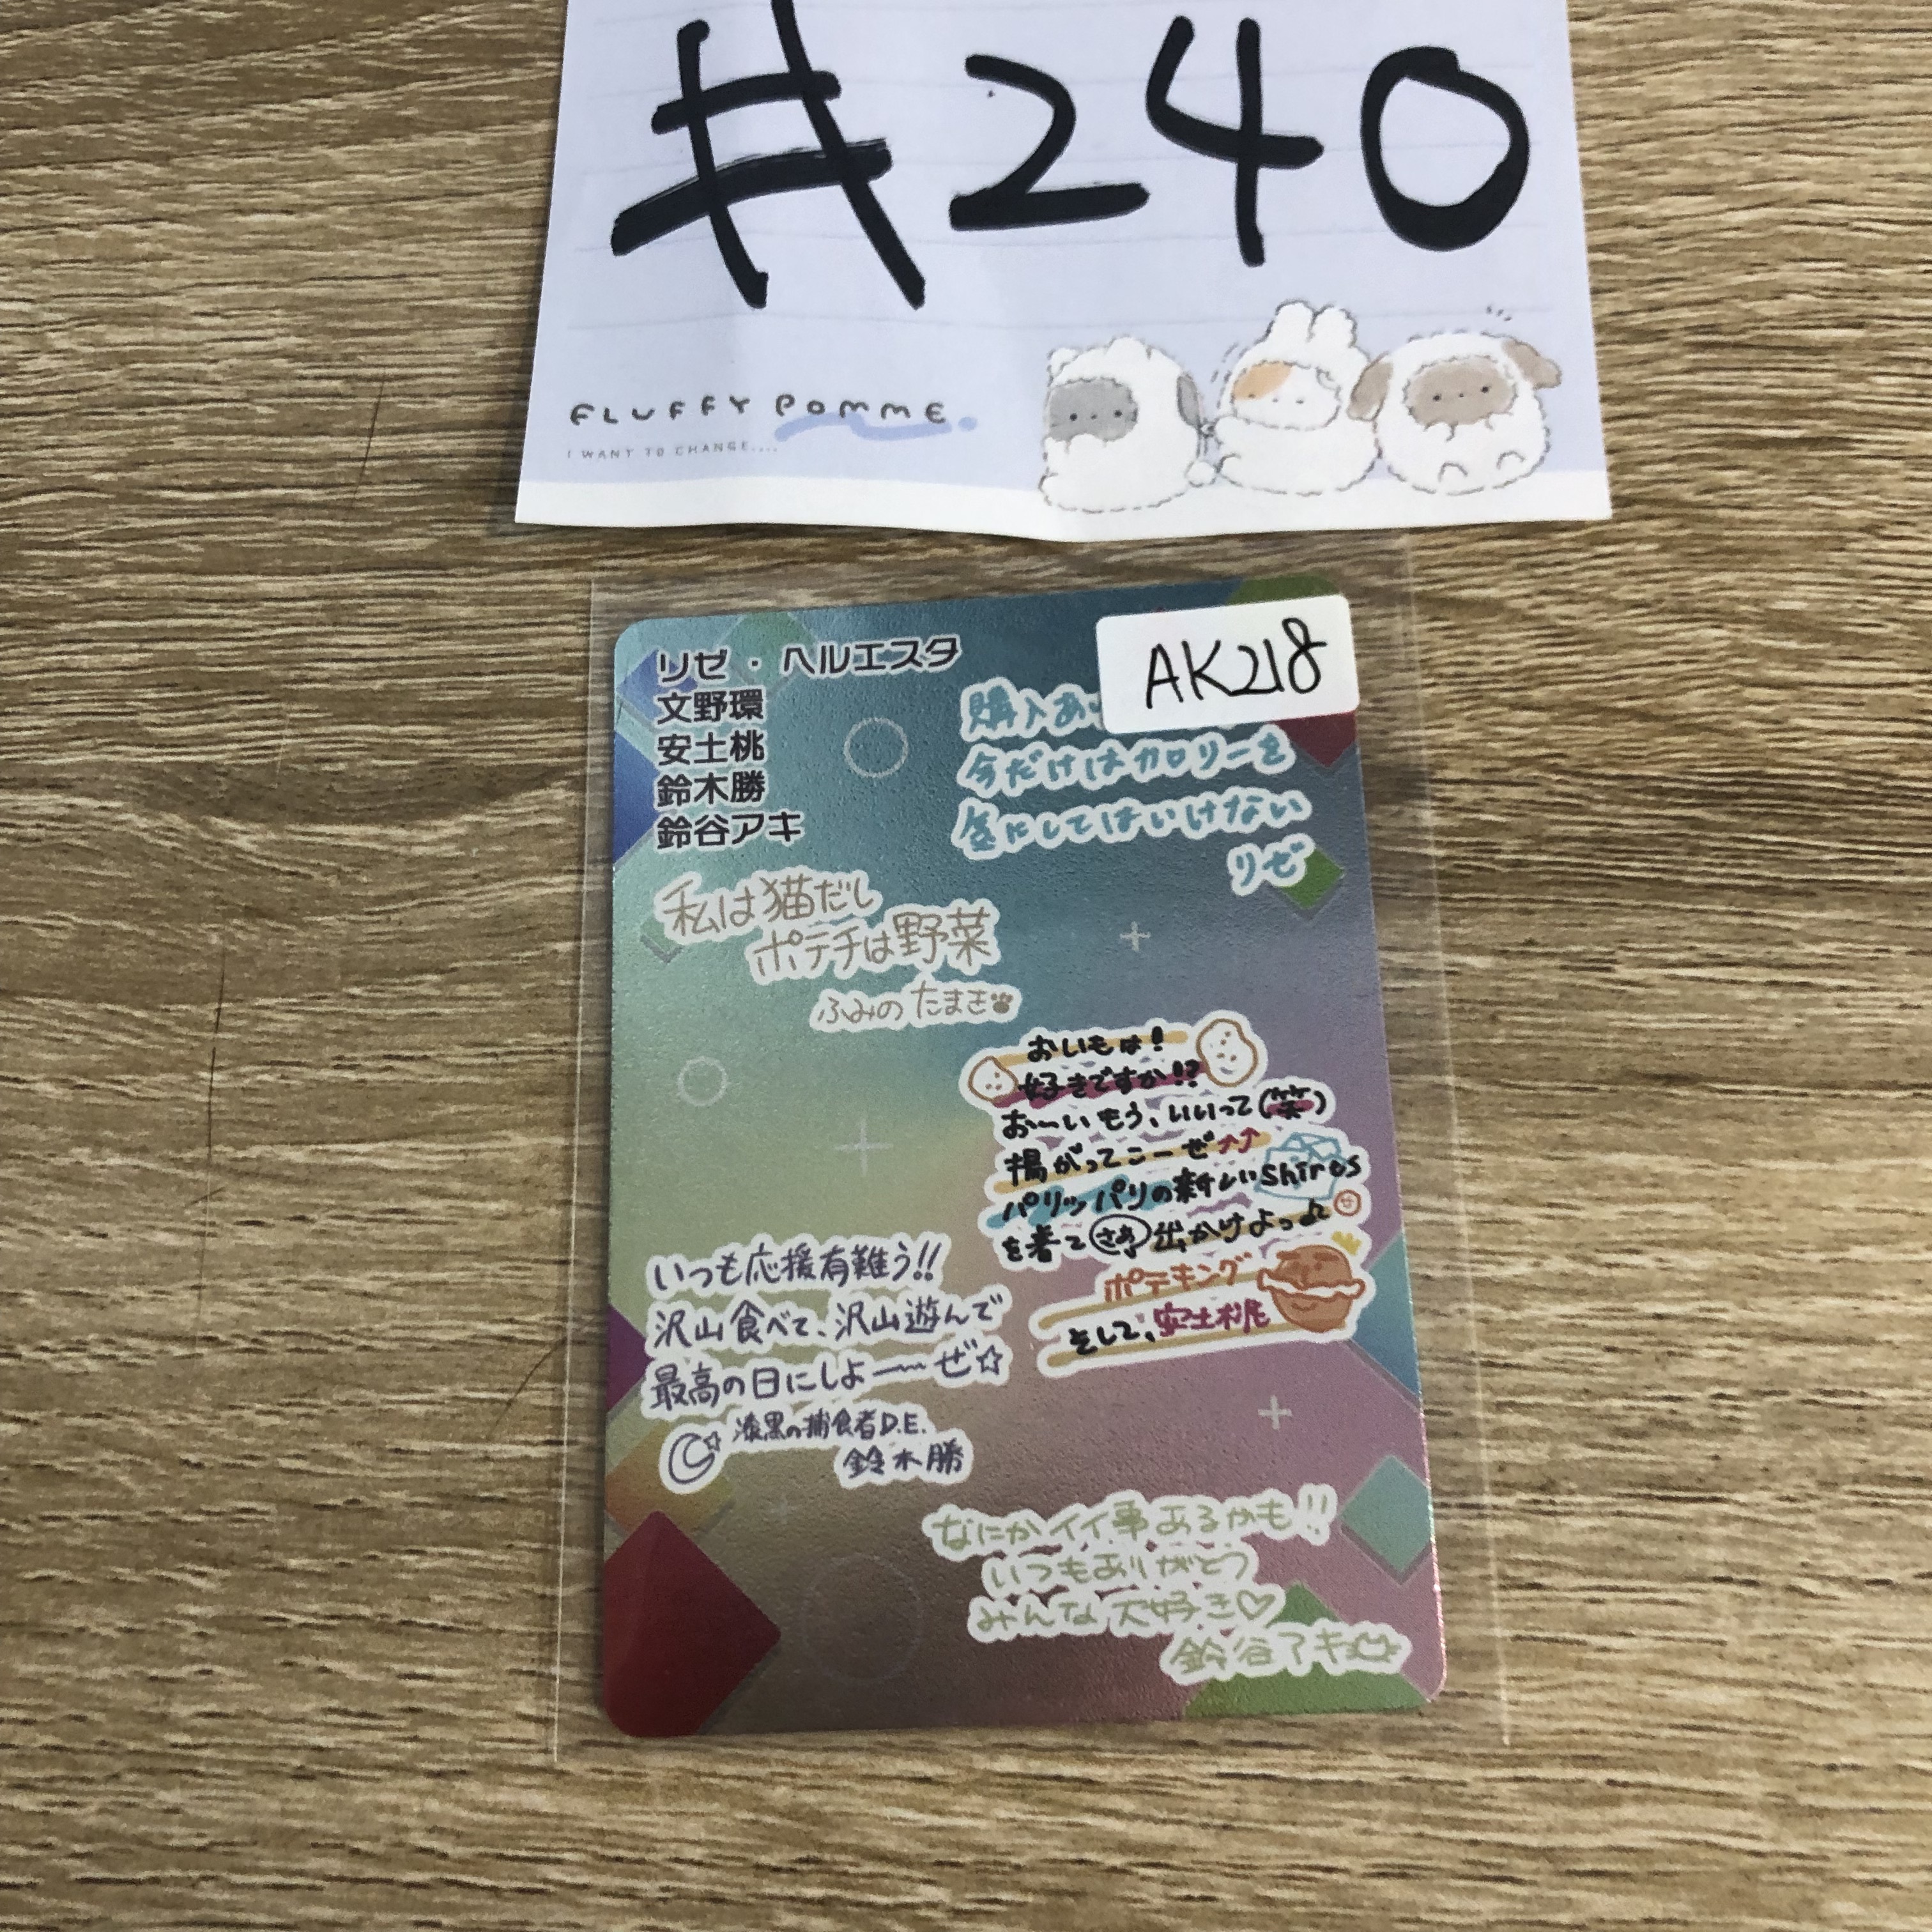 #240
FLUFFY POMME
I WANT TO CHANGE....
AK218
リゼ・ヘルエスタ
文野環
安土桃
鈴木勝
鈴谷アキ
購入あ
今だけはカロリーを
気にしてはいけない
リゼ
私は猫だし
ポテチは野菜
ふみのたまき
おいもは!
好きですか!?
お〜いもう、いいって(笑)
揚がってこーぜ↑↑
パリッパリの新しいshiros
を着てさあ出かけよっ♫
ポテキング
そして、安土桃
いつも応援有難う!!
沢山食べて、沢山遊んで
最高の日にしよ──〜ぜ☆
漆黒の捕食者D.E.
鈴木勝
なにかイイ事あるかも!!
いつもありがとう
みんな大好き♡
鈴谷アキ